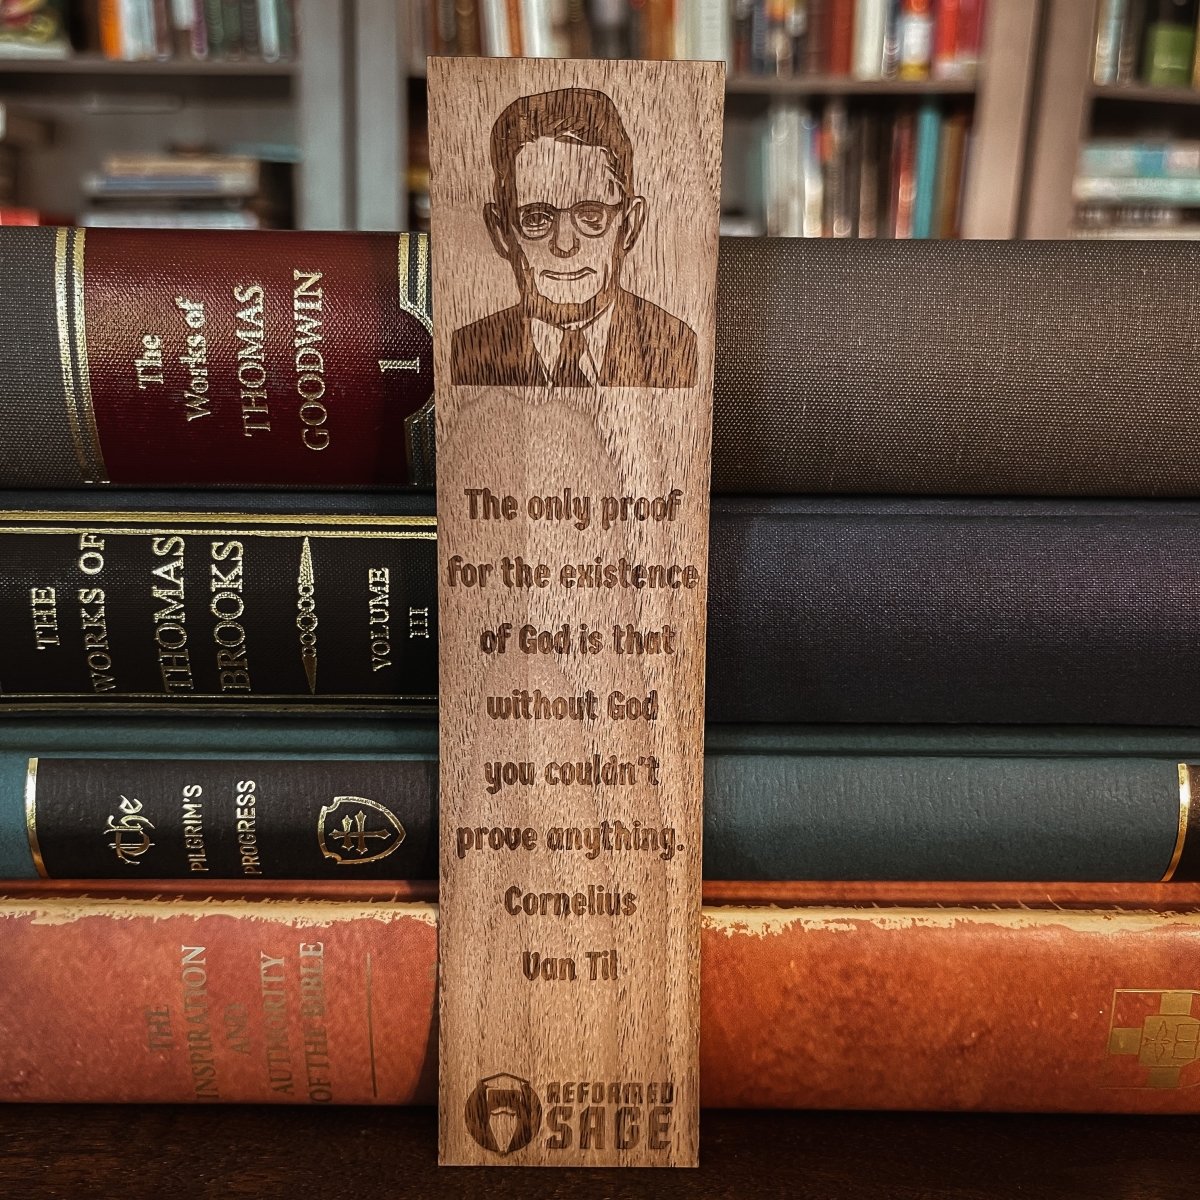 The
Works of
THOMAS
GOODWIN
1
THE
WORKS OF
THOMAS
BROOKS
VOLUME
III
The
PILGRIM'S
PROGRESS
THE
INSPIRATION
AND
AUTHORITY
OF THE BIBLE
The only proof
for the existence
of God is that
without God
you couldn't
prove anything.
Cornelius
Van Til
REFORMED
SAGE